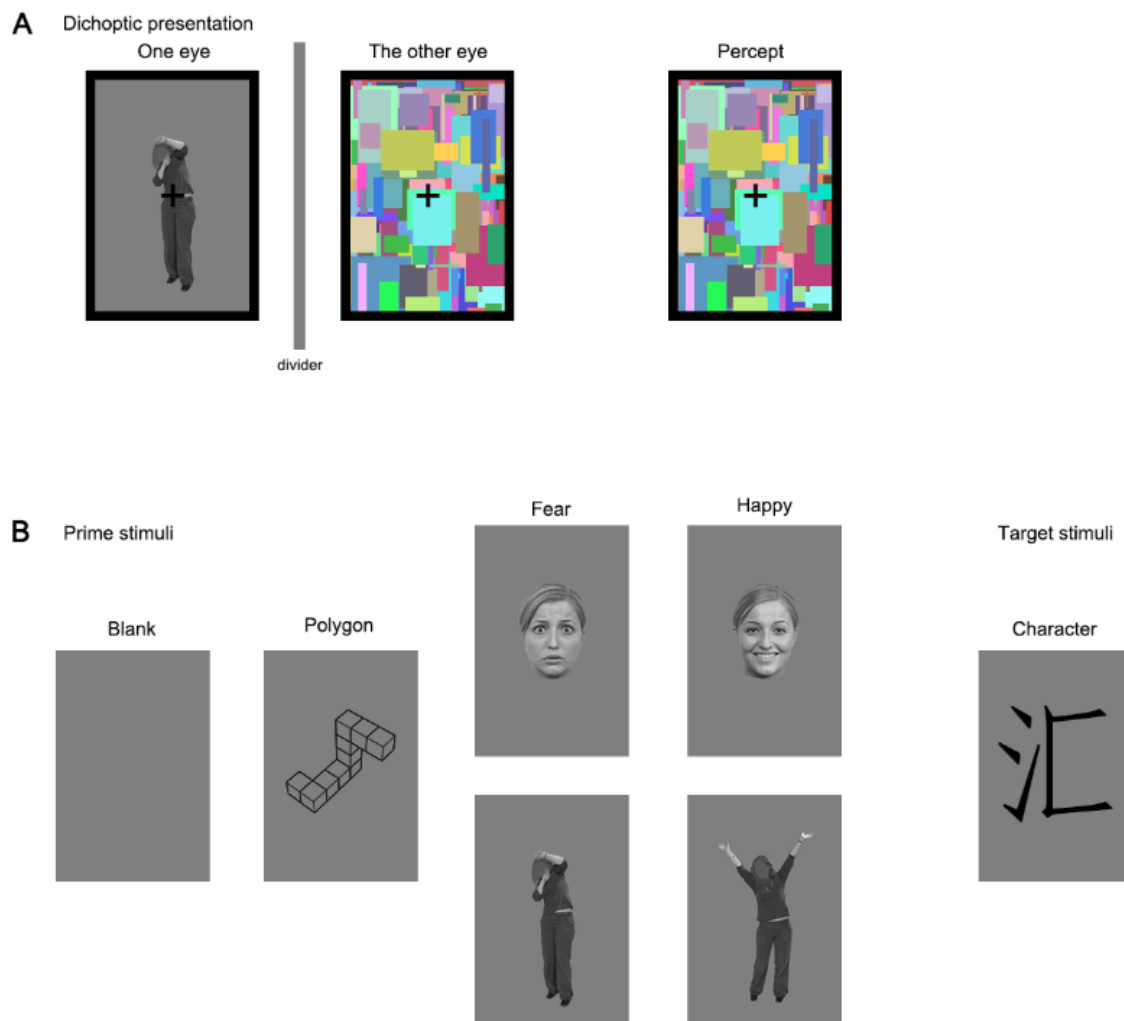 A Dichoptic presentation
One eye
The other eye
Percept
divider
B Prime stimuli
Fear
Happy
Target stimuli
Blank
Polygon
Character
汇